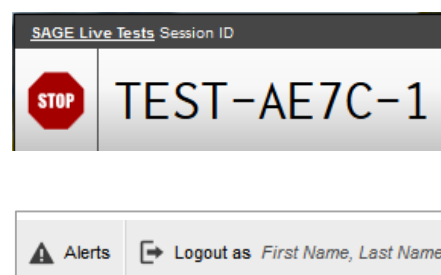 SAGE Live Tests Session ID
STOP TEST-AE7C-1
Alerts Logout as First Name, Last Name